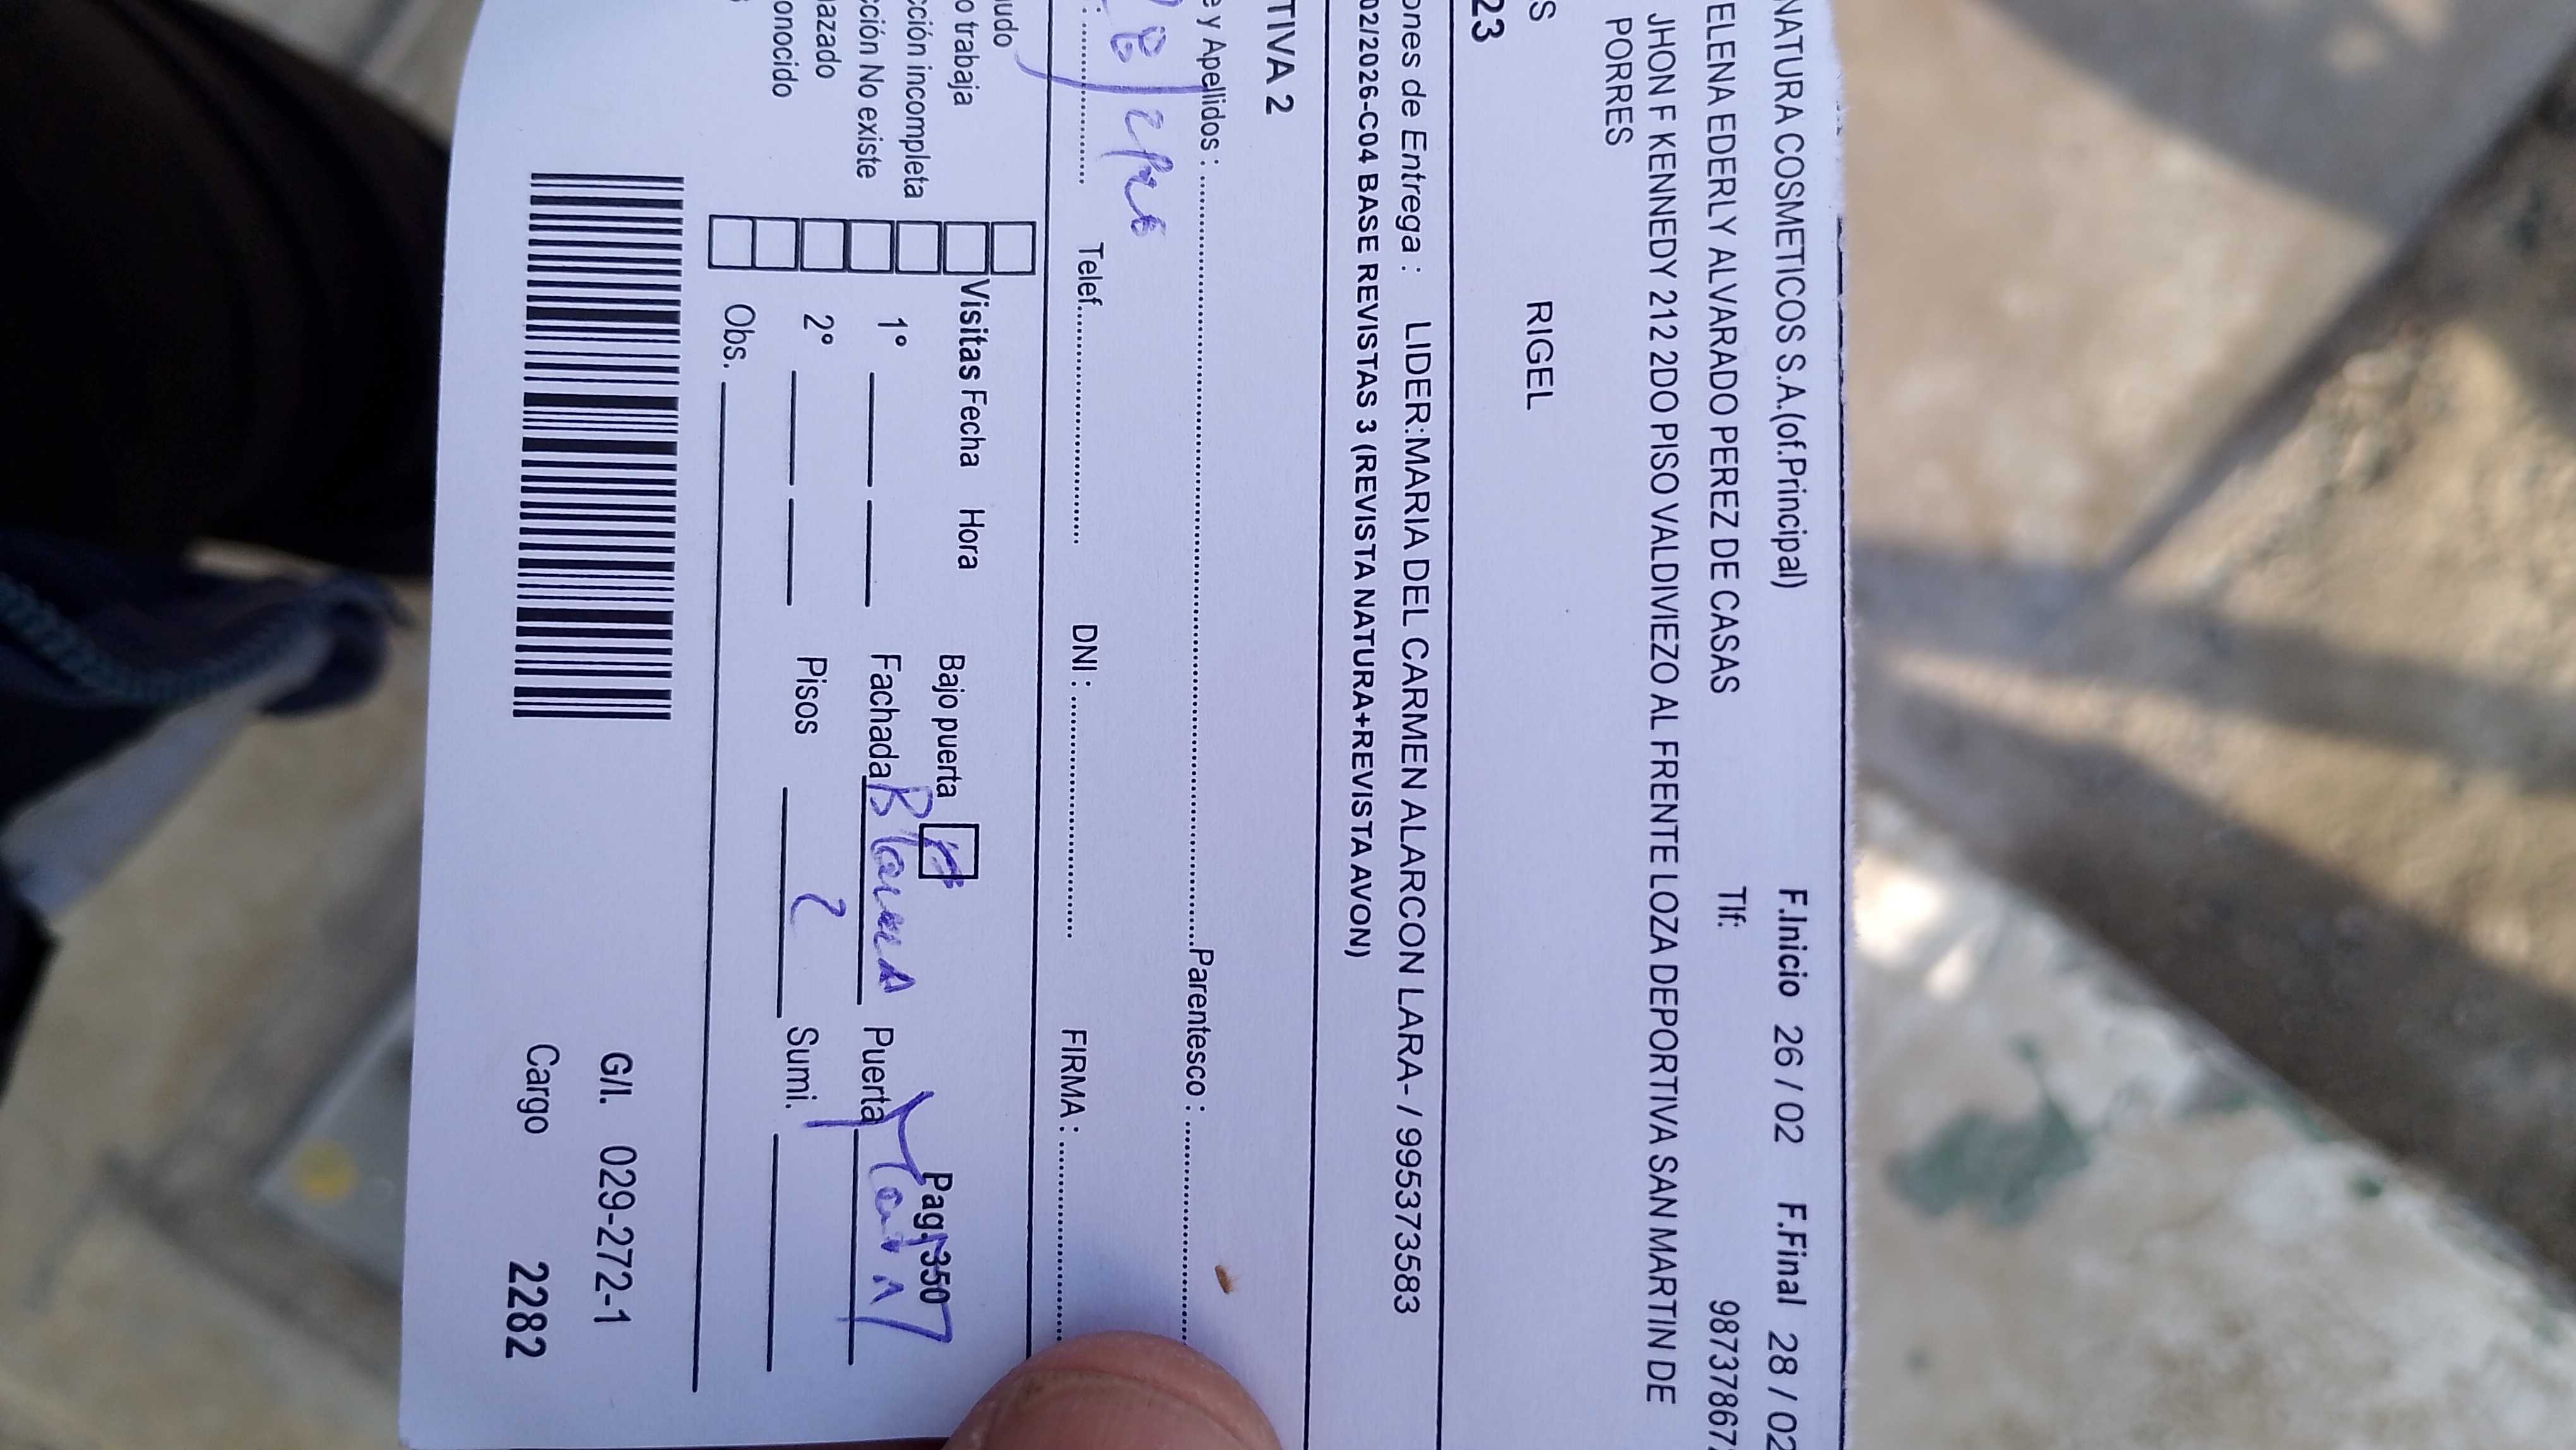 NATURA COSMETICOS S.A.(of.Principal) F.Inicio 26 / 02 F.Final 28 / 02
ELENA EDERLY ALVARADO PEREZ DE CASAS Tlf: 98737867
JHON F KENNEDY 212 2DO PISO VALDIVIEZO AL FRENTE LOZA DEPORTIVA SAN MARTIN DE
PORRES
S RIGEL
23
ones de Entrega : LIDER:MARIA DEL CARMEN ALARCON LARA- / 995373583
02/2026-C04 BASE REVISTAS 3 (REVISTA NATURA+REVISTA AVON)
TIVA 2
e y Apellidos : Parentesco :
: Telef. DNI : FIRMA :
udo
o trabaja Visitas Fecha Hora Bajo puerta Pag. 350
cción incompleta
cción No existe 1° Fachada Blanca Puerta
azado 2° Pisos 2 Sumi.
onocido
s Obs.
G/I. 029-272-1
Cargo 2282